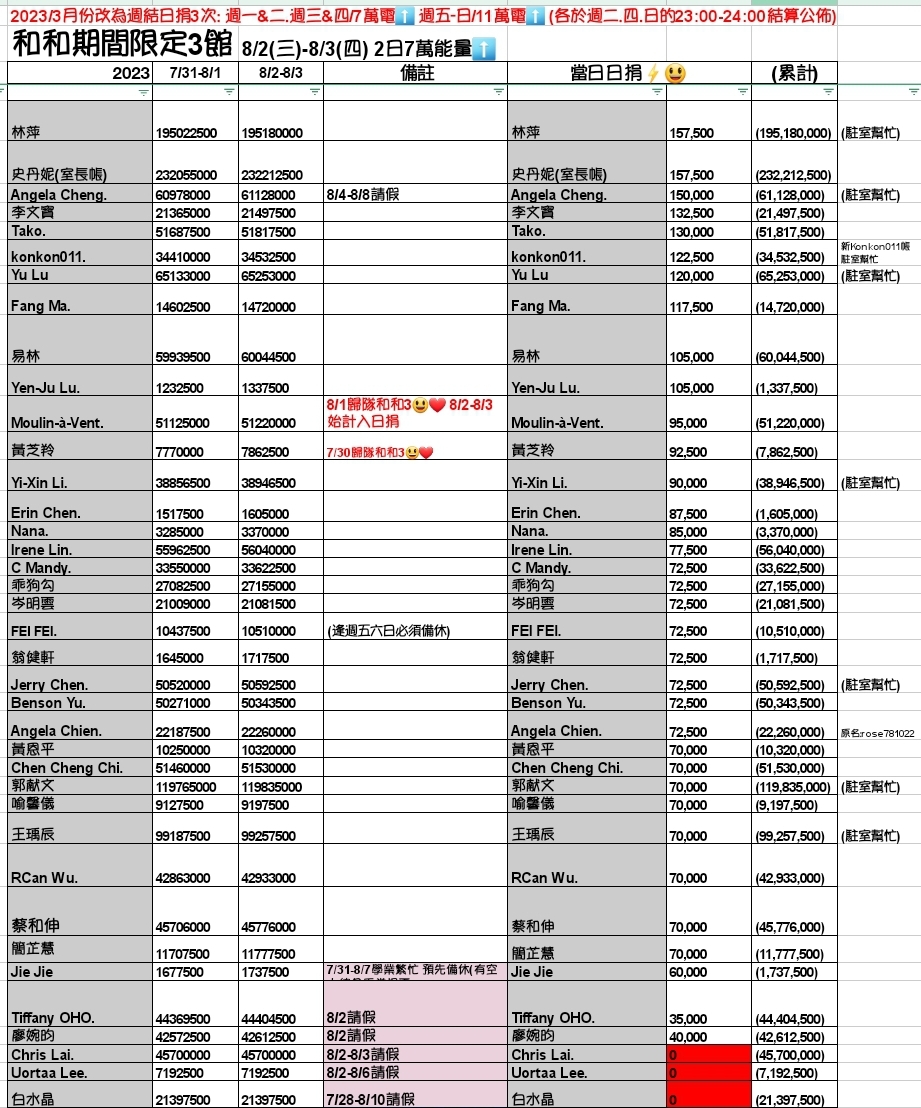 2023/3月份改為週結日捐3次: 週一&二.週三&四/7萬電⬆️ 週五-日/11萬電⬆️ (各於週二.四.日的23:00-24:00結算公佈)
和和期間限定3館 8/2(三)-8/3(四) 2日7萬能量⬆️
2023 7/31-8/1 8/2-8/3 備註 當日日捐⚡😃 (累計)
林萍 195022500 195180000 林萍 157,500 (195,180,000) (駐室幫忙)
史丹妮(室長帳) 232055000 232212500 史丹妮(室長帳) 157,500 (232,212,500)
Angela Cheng. 60978000 61128000 8/4-8/8請假 Angela Cheng. 150,000 (61,128,000) (駐室幫忙)
李文寶 21365000 21497500 李文寶 132,500 (21,497,500)
Tako. 51687500 51817500 Tako. 130,000 (51,817,500)
konkon011. 34410000 34532500 konkon011. 122,500 (34,532,500) 新Konkon011帳
駐室幫忙
Yu Lu 65133000 65253000 Yu Lu 120,000 (65,253,000) (駐室幫忙)
Fang Ma. 14602500 14720000 Fang Ma. 117,500 (14,720,000)
易林 59939500 60044500 易林 105,000 (60,044,500)
Yen-Ju Lu. 1232500 1337500 Yen-Ju Lu. 105,000 (1,337,500)
8/1歸隊和和3😃❤️ 8/2-8/3
Moulin-à-Vent. 51125000 51220000 始計入日捐 Moulin-à-Vent. 95,000 (51,220,000)
黃芝羚 7770000 7862500 7/30歸隊和和3😃❤️ 黃芝羚 92,500 (7,862,500)
Yi-Xin Li. 38856500 38946500 Yi-Xin Li. 90,000 (38,946,500) (駐室幫忙)
Erin Chen. 1517500 1605000 Erin Chen. 87,500 (1,605,000)
Nana. 3285000 3370000 Nana. 85,000 (3,370,000)
Irene Lin. 55962500 56040000 Irene Lin. 77,500 (56,040,000)
C Mandy. 33550000 33622500 C Mandy. 72,500 (33,622,500)
乖狗勾 27082500 27155000 乖狗勾 72,500 (27,155,000)
岑明雲 21009000 21081500 岑明雲 72,500 (21,081,500)
FEI FEI. 10437500 10510000 (逢週五六日必須備休) FEI FEI. 72,500 (10,510,000)
翁健軒 1645000 1717500 翁健軒 72,500 (1,717,500)
Jerry Chen. 50520000 50592500 Jerry Chen. 72,500 (50,592,500) (駐室幫忙)
Benson Yu. 50271000 50343500 Benson Yu. 72,500 (50,343,500)
Angela Chien. 22187500 22260000 Angela Chien. 72,500 (22,260,000) 原名:rose781022
黃恩平 10250000 10320000 黃恩平 70,000 (10,320,000)
Chen Cheng Chi. 51460000 51530000 Chen Cheng Chi. 70,000 (51,530,000)
郭献文 119765000 119835000 郭献文 70,000 (119,835,000) (駐室幫忙)
喻馨儀 9127500 9197500 喻馨儀 70,000 (9,197,500)
王瑀辰 99187500 99257500 王瑀辰 70,000 (99,257,500) (駐室幫忙)
RCan Wu. 42863000 42933000 RCan Wu. 70,000 (42,933,000)
蔡和伸 45706000 45776000 蔡和伸 70,000 (45,776,000)
簡芷慧 11707500 11777500 簡芷慧 70,000 (11,777,500)
Jie Jie 1677500 1737500 7/31-8/7學業繁忙 預先備休(有空 Jie Jie 60,000 (1,737,500)
Tiffany OHO. 44369500 44404500 8/2請假 Tiffany OHO. 35,000 (44,404,500)
廖婉昀 42572500 42612500 8/2請假 廖婉昀 40,000 (42,612,500)
Chris Lai. 45700000 45700000 8/2-8/3請假 Chris Lai. 0 (45,700,000)
Uortaa Lee. 7192500 7192500 8/2-8/6請假 Uortaa Lee. 0 (7,192,500)
白水晶 21397500 21397500 7/28-8/10請假 白水晶 0 (21,397,500)